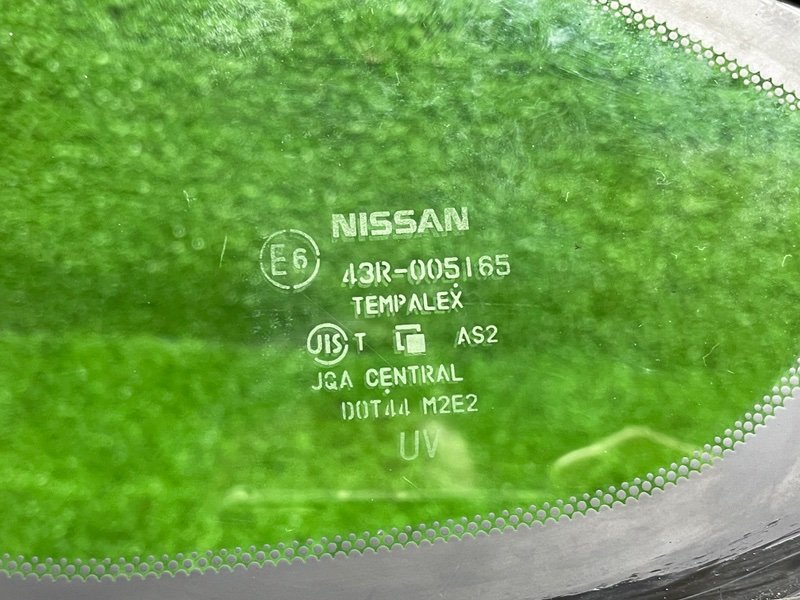 NISSAN
E6 43R-005165
TEMPALEX
JIS T AS2
JQA CENTRAL
DOT44 M2E2
UV